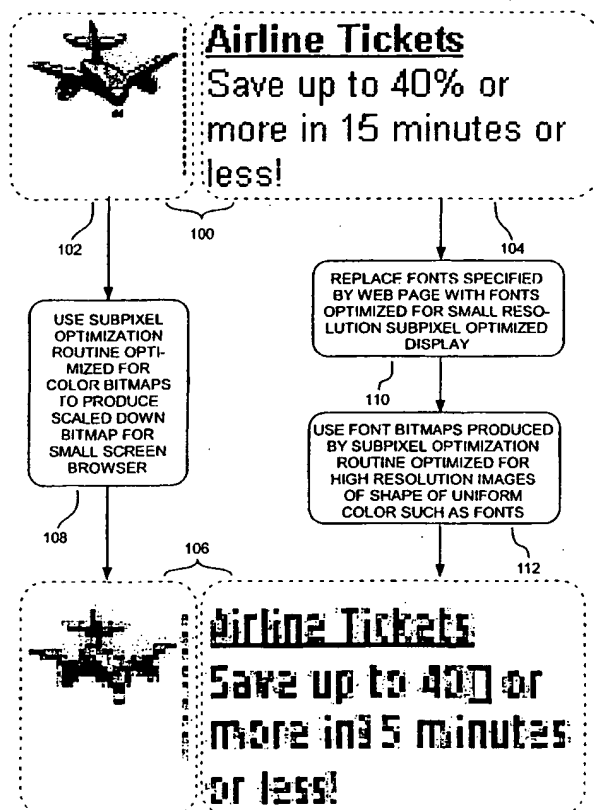 Airline Tickets
Save up to 40% or
more in 15 minutes or
less!
102
100
104
USE SUBPIXEL
OPTIMIZATION
ROUTINE OPTI-
MIZED FOR
COLOR BITMAPS
TO PRODUCE
SCALED DOWN
BITMAP FOR
SMALL SCREEN
BROWSER
108
REPLACE FONTS SPECIFIED
BY WEB PAGE WITH FONTS
OPTIMIZED FOR SMALL RESO-
LUTION SUBPIXEL OPTIMIZED
DISPLAY
110
USE FONT BITMAPS PRODUCED
BY SUBPIXEL OPTIMIZATION
ROUTINE OPTIMIZED FOR
HIGH RESOLUTION IMAGES
OF SHAPE OF UNIFORM
COLOR SUCH AS FONTS
112
106
Airline Tickets
Save up to 40▯ or
more in15 minutes
or less!